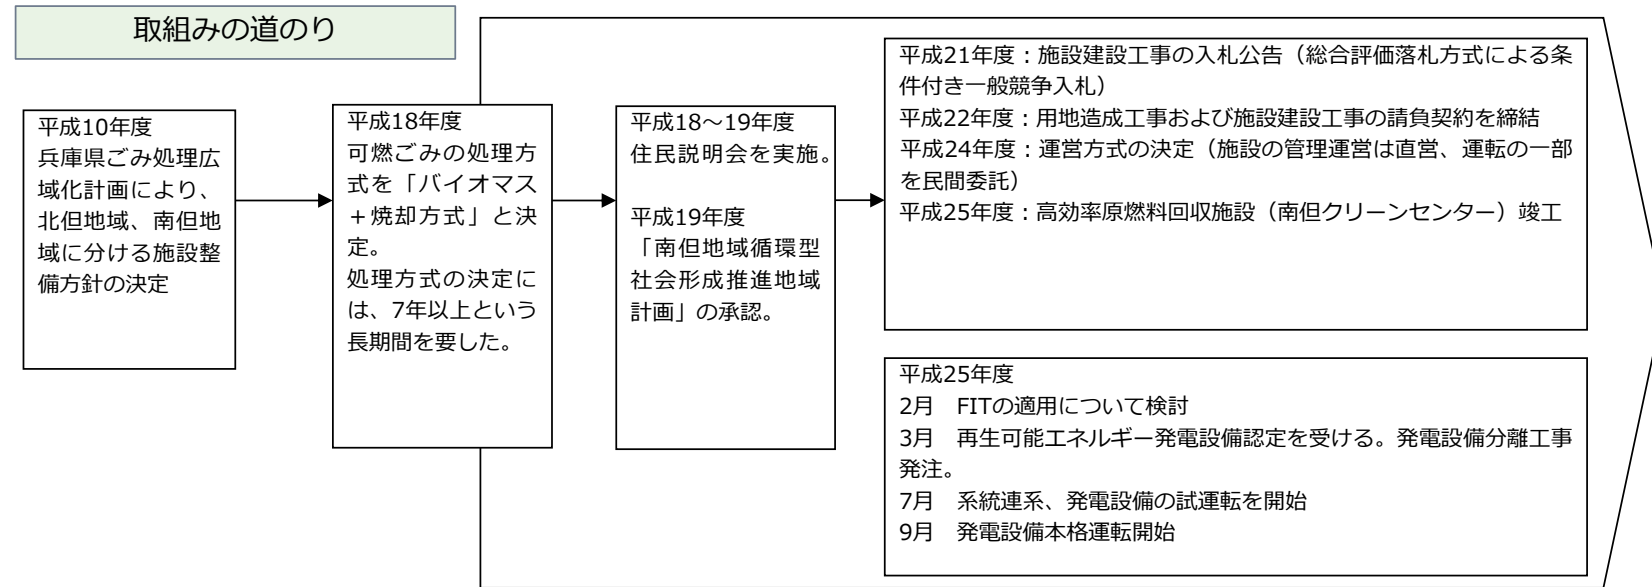 取組みの道のり
平成10年度
兵庫県ごみ処理広
域化計画により、
北但地域、南但地
域に分ける施設整
備方針の決定
平成18年度
可燃ごみの処理方
式を「バイオマス
+焼却方式」と決
定。
処理方式の決定に
は、7年以上という
長期間を要した。
平成18～19年度
住民説明会を実施。
平成19年度
「南但地域循環型
社会形成推進地域
計画」の承認。
平成21年度：施設建設工事の入札公告（総合評価落札方式による条
件付き一般競争入札）
平成22年度：用地造成工事および施設建設工事の請負契約を締結
平成24年度：運営方式の決定（施設の管理運営は直営、運転の一部
を民間委託）
平成25年度：高効率原燃料回収施設（南但クリーンセンター）竣工
平成25年度
2月　FITの適用について検討
3月　再生可能エネルギー発電設備認定を受ける。発電設備分離工事
発注。
7月　系統連系、発電設備の試運転を開始
9月　発電設備本格運転開始